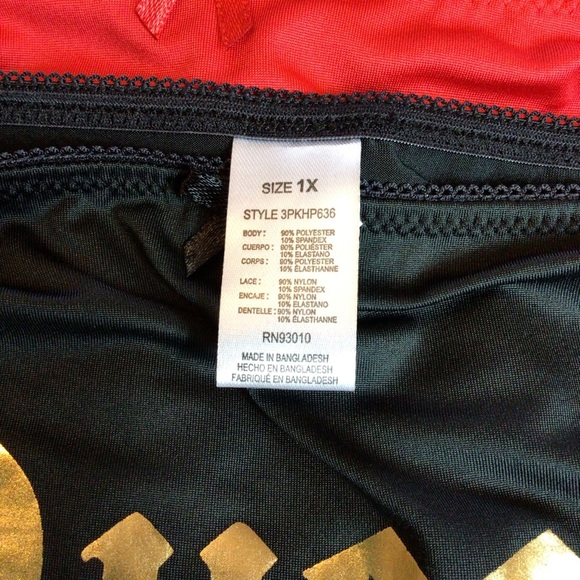 SIZE 1X
STYLE 3PKHP636
BODY : 90% POLYESTER
10% SPANDEX
CUERPO : 90% POLIÉSTER
10% ELASTANO
CORPS : 90% POLYESTER
10% ÉLASTHANNE
LACE : 90% NYLON
10% SPANDEX
ENCAJE : 90% NYLON
10% ELASTANO
DENTELLE : 90% NYLON
10% ÉLASTHANNE
RN93010
MADE IN BANGLADESH
HECHO EN BANGLADESH
FABRIQUÉ EN BANGLADESH